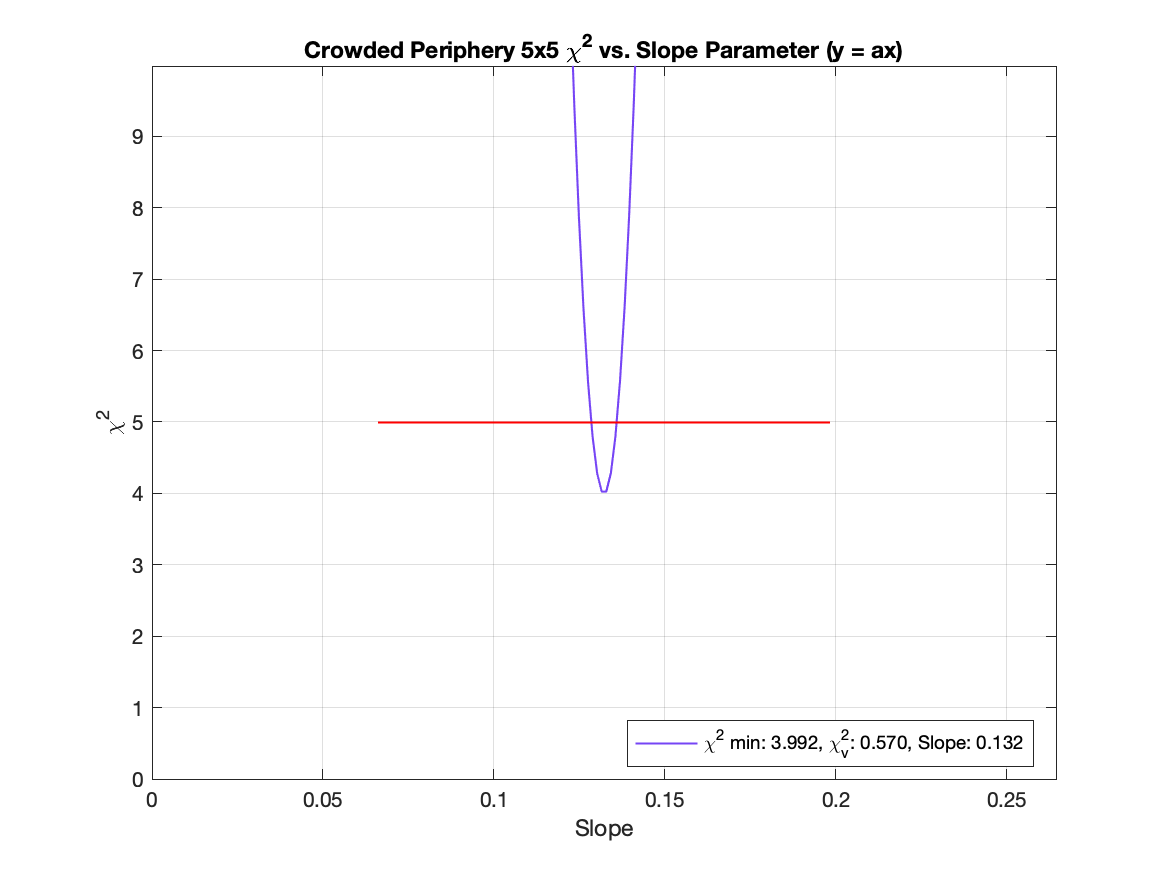 Crowded Periphery 5x5 χ² vs. Slope Parameter (y = ax)
9
8
7
6
5
4
3
2
1
0
χ²
χ² min: 3.992, χ²ᵥ: 0.570, Slope: 0.132
0 0.05 0.1 0.15 0.2 0.25
Slope